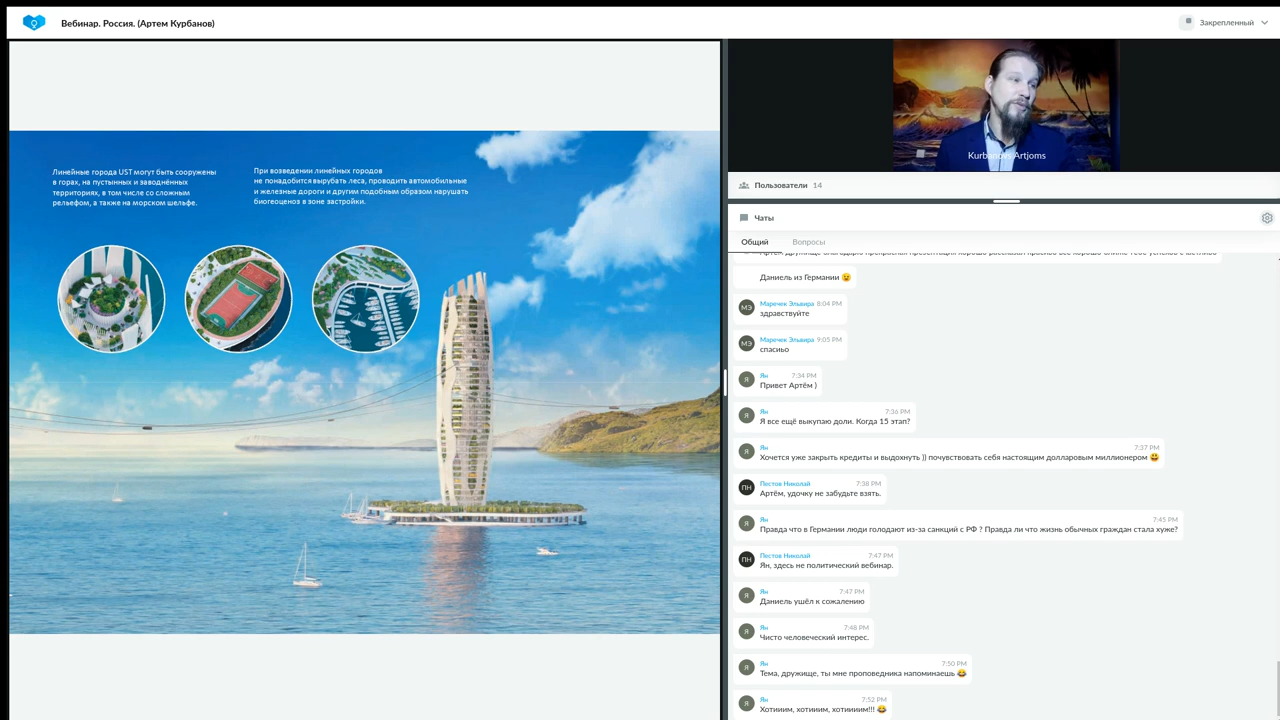 Вебинар. Россия. (Артем Курбанов)
Закрепленный
Линейные города UST могут быть сооружены
в горах, на пустынных и заводнённых
территориях, в том числе со сложным
рельефом, а также на морском шельфе.
При возведении линейных городов
не понадобится вырубать леса, проводить автомобильные
и железные дороги и другим подобным образом нарушать
биогеоценоз в зоне застройки.
Kurbanovs Artjoms
Пользователи 14
Чаты
Общий Вопросы
Даниель из Германии 😉
МЭ Маречек Эльвира 8:04 PM
здравствуйте
МЭ Маречек Эльвира 9:05 PM
спасиьо
Я Ян 7:34 PM
Привет Артём )
Я Ян 7:36 PM
Я все ещё выкупаю доли. Когда 15 этап?
Я Ян 7:37 PM
Хочется уже закрыть кредиты и выдохнуть )) почувствовать себя настоящим долларовым миллионером 😃
ПН Пестов Николай 7:38 PM
Артём, удочку не забудьте взять.
Я Ян 7:45 PM
Правда что в Германии люди голодают из-за санкций с РФ ? Правда ли что жизнь обычных граждан стала хуже?
ПН Пестов Николай 7:47 PM
Ян, здесь не политический вебинар.
Я Ян 7:47 PM
Даниель ушёл к сожалению
Я Ян 7:48 PM
Чисто человеческий интерес.
Я Ян 7:50 PM
Тема, дружище, ты мне проповедника напоминаешь 😂
Я Ян 7:52 PM
Хотииим, хотииим, хотиииим!!! 😂